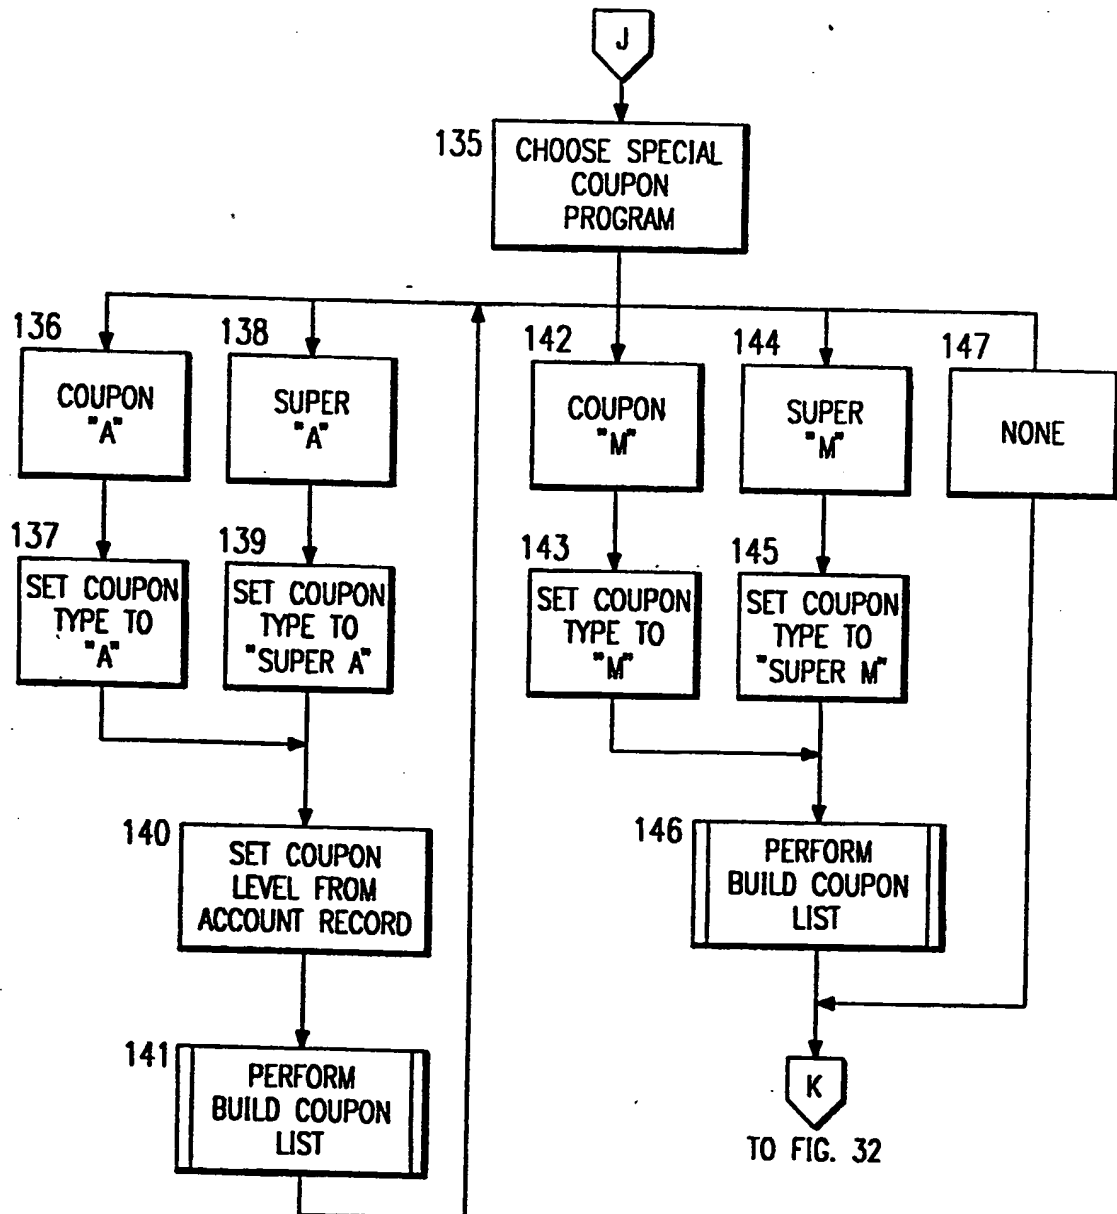 J
135
CHOOSE SPECIAL
COUPON
PROGRAM
136
COUPON
"A"
138
SUPER
"A"
142
COUPON
"M"
144
SUPER
"M"
147
NONE
137
SET COUPON
TYPE TO
"A"
139
SET COUPON
TYPE TO
"SUPER A"
143
SET COUPON
TYPE TO
"M"
145
SET COUPON
TYPE TO
"SUPER M"
140
SET COUPON
LEVEL FROM
ACCOUNT RECORD
146
PERFORM
BUILD COUPON
LIST
141
PERFORM
BUILD COUPON
LIST
K
TO FIG. 32